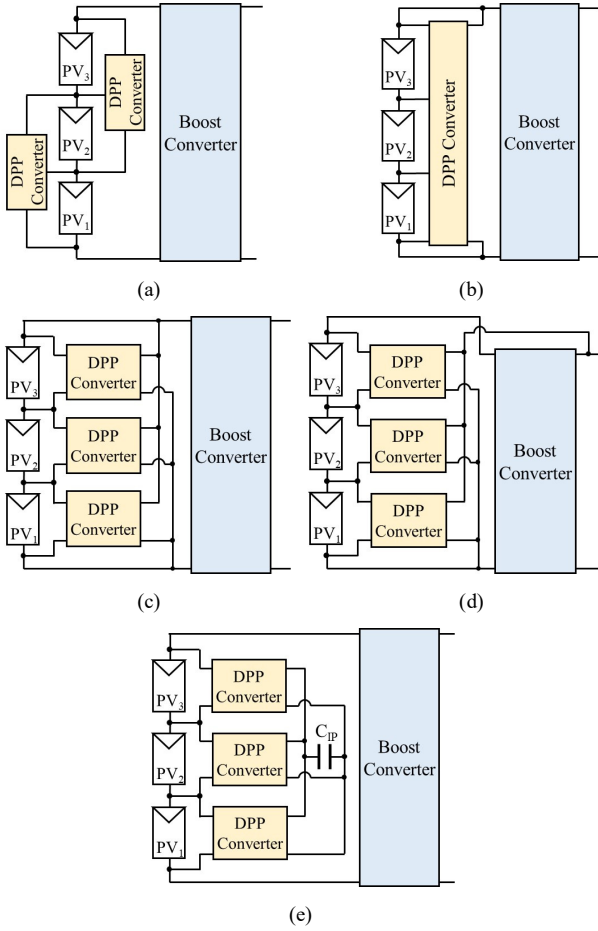 PV3
DPP
Converter
Boost
Converter
DPP
Converter
PV2
PV1
(a)
PV3
PV2
PV1
DPP Converter
Boost
Converter
(b)
PV3
DPP
Converter
PV2
DPP
Converter
Boost
Converter
PV1
DPP
Converter
(c)
PV3
DPP
Converter
PV2
DPP
Converter
Boost
Converter
PV1
DPP
Converter
(d)
PV3
DPP
Converter
CIP
PV2
DPP
Converter
Boost
Converter
PV1
DPP
Converter
(e)